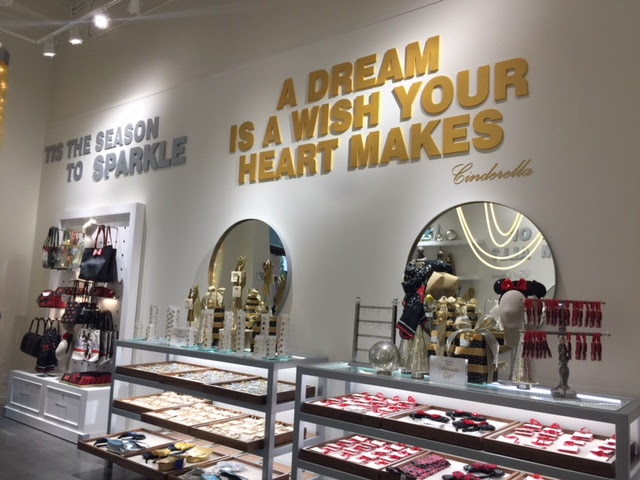 TIS THE SEASON
TO SPARKLE
A DREAM
IS A WISH YOUR
HEART MAKES
Cinderella